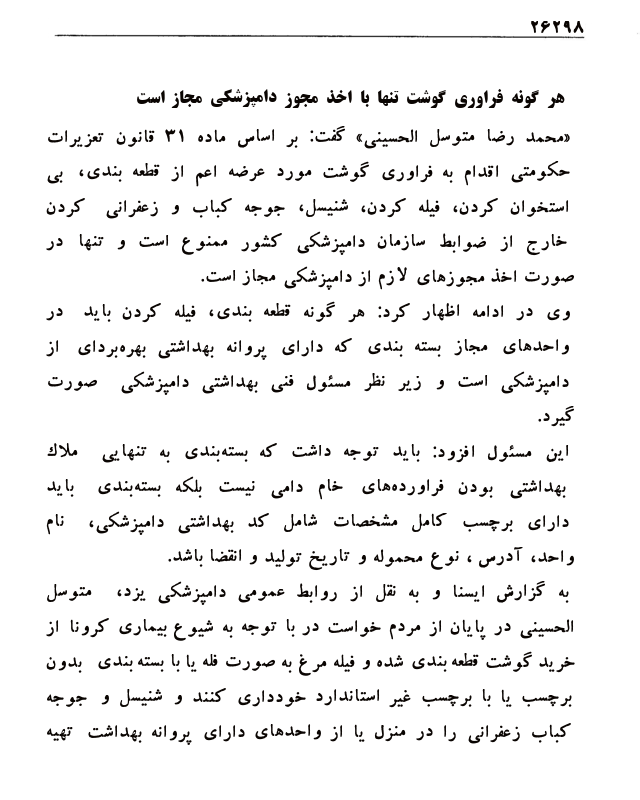 ۲۶۲۹۸
هر گونه فراوری گوشت تنها با اخذ مجوز دامپزشکی مجاز است
«محمد رضا متوسل الحسینی» گفت: بر اساس ماده ۳۱ قانون تعزیرات
حکومتی اقدام به فراوری گوشت مورد عرضه اعم از قطعه بندی، بی
استخوان کردن، فیله کردن، شنیسل، جوجه کباب و زعفرانی کردن
خارج از ضوابط سازمان دامپزشکی کشور ممنوع است و تنها در
صورت اخذ مجوزهای لازم از دامپزشکی مجاز است.
وی در ادامه اظهار کرد: هر گونه قطعه بندی، فیله کردن باید در
واحدهای مجاز بسته بندی که دارای پروانه بهداشتی بهره‌بردای از
دامپزشکی است و زیر نظر مسئول فنی بهداشتی دامپزشکی صورت
گیرد.
این مسئول افزود: باید توجه داشت که بسته‌بندی به تنهایی ملاك
بهداشتی بودن فراورده‌های خام دامی نیست بلکه بسته‌بندی باید
دارای برچسب کامل مشخصات شامل کد بهداشتی دامپزشکی، نام
واحد، آدرس ، نوع محموله و تاریخ تولید و انقضا باشد.
به گزارش ایسنا و به نقل از روابط عمومی دامپزشکی یزد، متوسل
الحسینی در پایان از مردم خواست در با توجه به شیوع بیماری کرونا از
خرید گوشت قطعه بندی شده و فیله مرغ به صورت فله یا با بسته بندی بدون
برچسب یا با برچسب غیر استاندارد خودداری کنند و شنیسل و جوجه
کباب زعفرانی را در منزل یا از واحدهای دارای پروانه بهداشت تهیه